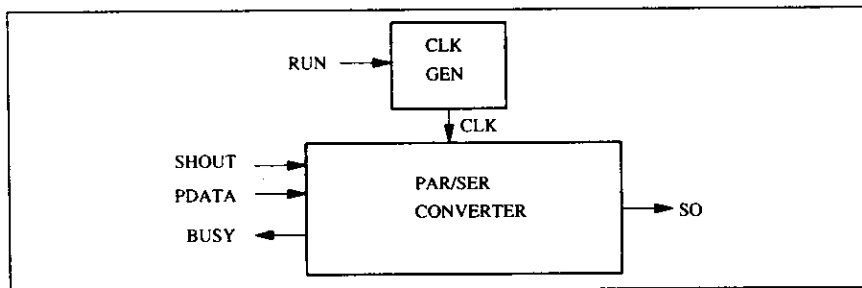 CLK
GEN
RUN
CLK
SHOUT
PDATA
BUSY
PAR/SER
CONVERTER
SO